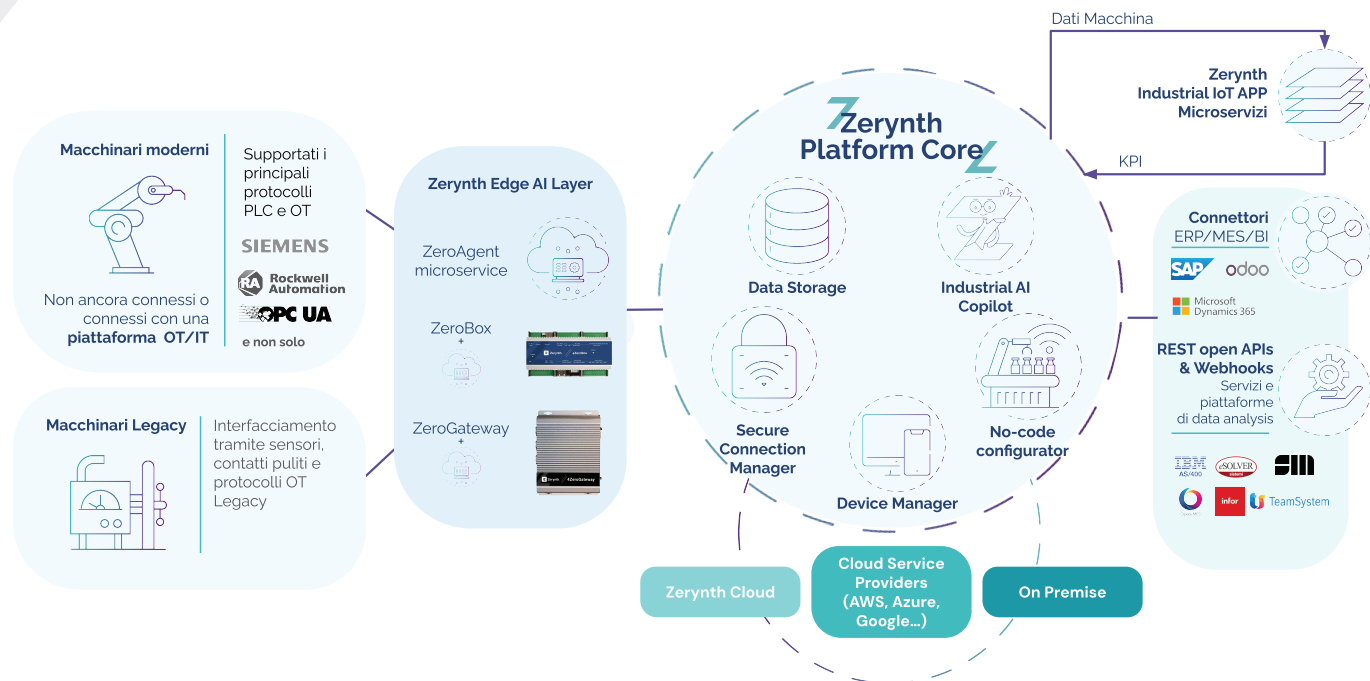 Dati Macchina
Zerynth
Industrial IoT APP
Microservizi
KPI
Macchinari moderni
Non ancora connessi o
connessi con una
piattaforma OT/IT
Supportati i
principali
protocolli
PLC e OT
SIEMENS
RA Rockwell
Automation
OPC UA
e non solo
Macchinari Legacy
Interfacciamento
tramite sensori,
contatti puliti e
protocolli OT
Legacy
Zerynth Edge AI Layer
ZeroAgent
microservice
ZeroBox
+
Zerynth
ZeroGateway
+
Zerynth 4ZeroGateway
Zerynth
Platform Core
Data Storage
Industrial AI
Copilot
Secure
Connection
Manager
No-code
configurator
Device Manager
Zerynth Cloud
Cloud Service
Providers
(AWS, Azure,
Google...)
On Premise
Connettori
ERP/MES/BI
SAP
odoo
Microsoft
Dynamics 365
REST open APIs
& Webhooks
Servizi e
piattaforme
di data analysis
IBM
AS/400
eSOLVER
sistemi
infor
TeamSystem